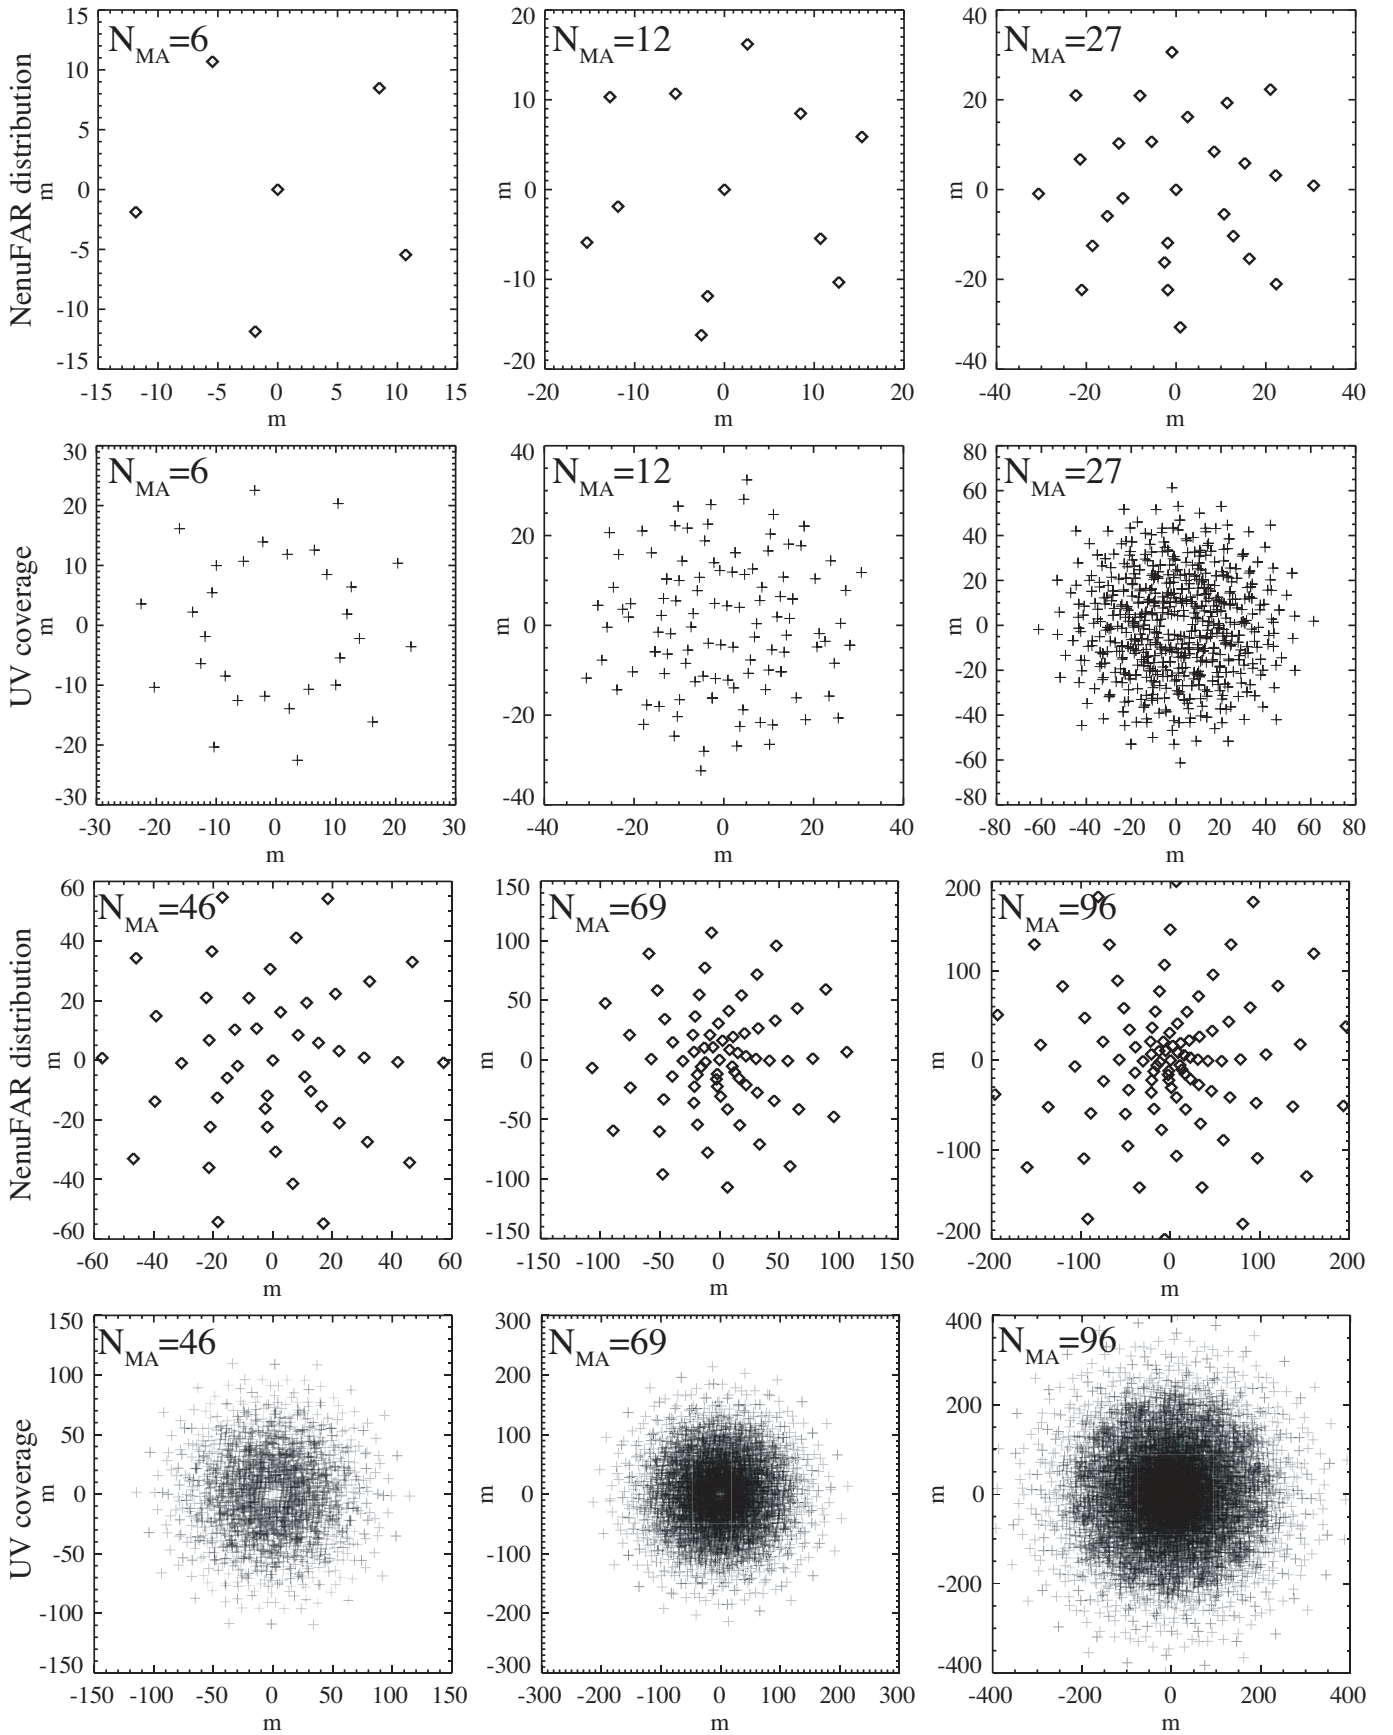 NenuFAR distribution
m
15
10
5
0
-5
-10
-15
N_MA=6
-15 -10 -5 0 5 10 15
m
m
20
10
0
-10
-20
N_MA=12
-20 -10 0 10 20
m
m
40
20
0
-20
-40
N_MA=27
-40 -20 0 20 40
m
UV coverage
m
30
20
10
0
-10
-20
-30
N_MA=6
-30 -20 -10 0 10 20 30
m
m
40
20
0
-20
-40
N_MA=12
-40 -20 0 20 40
m
m
80
60
40
20
0
-20
-40
-60
-80
N_MA=27
-80 -60 -40 -20 0 20 40 60 80
m
NenuFAR distribution
m
60
40
20
0
-20
-40
-60
N_MA=46
-60 -40 -20 0 20 40 60
m
m
150
100
50
0
-50
-100
-150
N_MA=69
-150 -100 -50 0 50 100 150
m
m
200
100
0
-100
-200
N_MA=96
-200 -100 0 100 200
m
UV coverage
m
150
100
50
0
-50
-100
-150
N_MA=46
-150 -100 -50 0 50 100 150
m
m
300
200
100
0
-100
-200
-300
N_MA=69
-300 -200 -100 0 100 200 300
m
m
400
200
0
-200
-400
N_MA=96
-400 -200 0 200 400
m